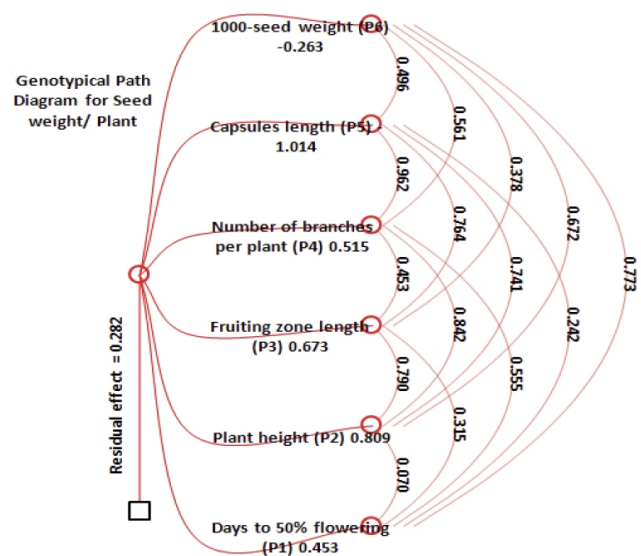 1000-seed weight (P6)
-0.263
Genotypical Path
Diagram for Seed
weight/ Plant
Capsules length (P5) -
1.014
Number of branches
per plant (P4) 0.515
Fruiting zone length
(P3) 0.673
Plant height (P2) 0.809
Days to 50% flowering
(P1) 0.453
Residual effect = 0.282
0.496
0.962
0.453
0.790
0.070
0.561
0.764
0.842
0.315
0.378
0.741
0.555
0.672
0.242
0.773